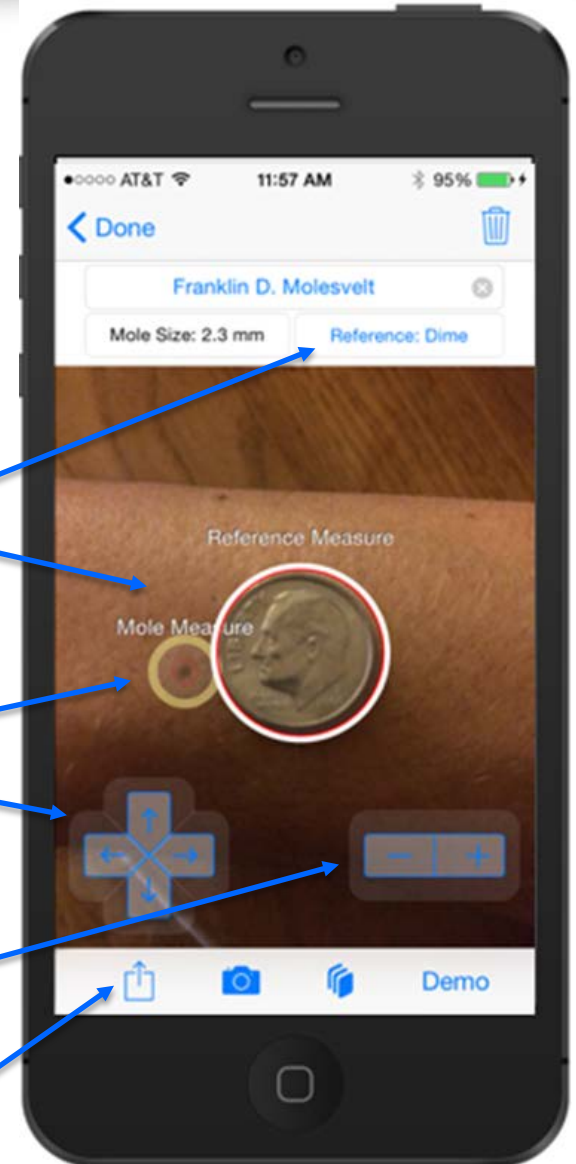 AT&T 11:57 AM 95%
Done
Franklin D. Molesvelt
Mole Size: 2.3 mm Reference: Dime
Reference Measure
Mole Measure
Demo